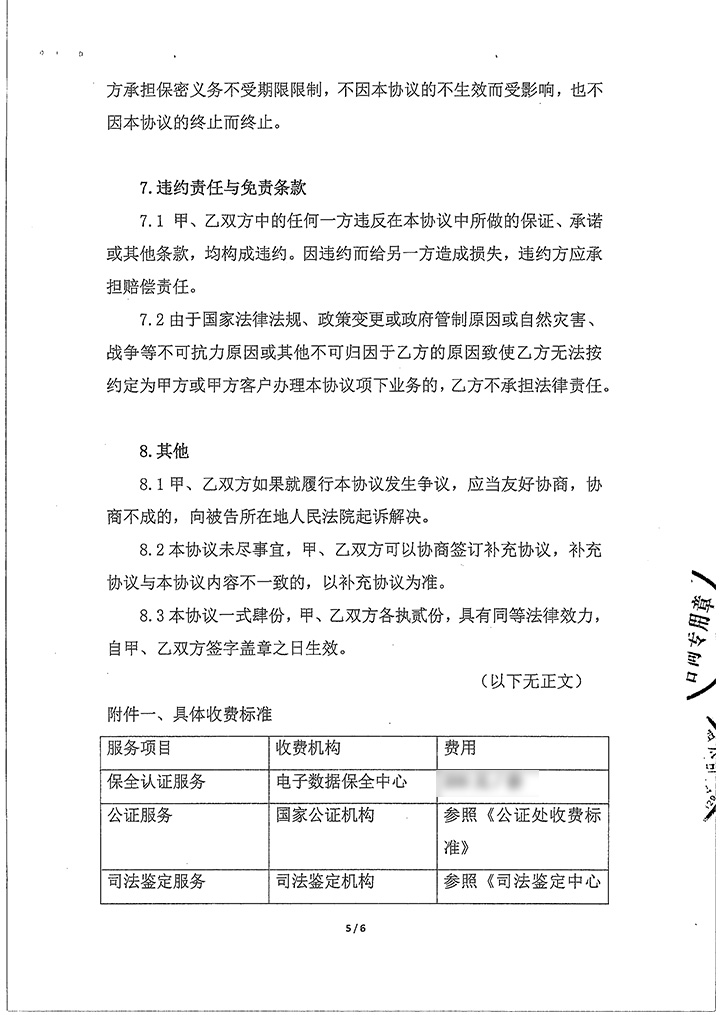 方承担保密义务不受期限限制，不因本协议的不生效而受影响，也不
因本协议的终止而终止。
7.违约责任与免责条款
7.1 甲、乙双方中的任何一方违反在本协议中所做的保证、承诺
或其他条款，均构成违约。因违约而给另一方造成损失，违约方应承
担赔偿责任。
7.2由于国家法律法规、政策变更或政府管制原因或自然灾害、
战争等不可抗力原因或其他不可归因于乙方的原因致使乙方无法按
约定为甲方或甲方客户办理本协议项下业务的，乙方不承担法律责任。
8.其他
8.1甲、乙双方如果就履行本协议发生争议，应当友好协商，协
商不成的，向被告所在地人民法院起诉解决。
8.2本协议未尽事宜，甲、乙双方可以协商签订补充协议，补充
协议与本协议内容不一致的，以补充协议为准。
8.3本协议一式肆份，甲、乙双方各执贰份，具有同等法律效力，
自甲、乙双方签字盖章之日生效。
（以下无正文）
附件一、具体收费标准
服务项目 收费机构 费用
保全认证服务 电子数据保全中心
公证服务 国家公证机构 参照《公证处收费标
准》
司法鉴定服务 司法鉴定机构 参照《司法鉴定中心
5/6
专用章